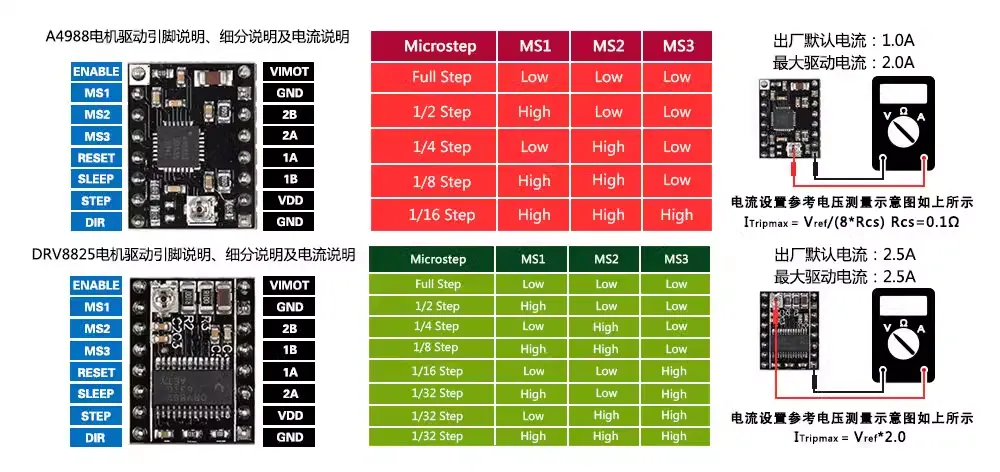 A4988电机驱动引脚说明、细分说明及电流说明
ENABLE VIMOT
MS1 GND
MS2 2B
MS3 2A
RESET 1A
SLEEP 1B
STEP VDD
DIR GND
Microstep MS1 MS2 MS3
Full Step Low Low Low
1/2 Step High Low Low
1/4 Step Low High Low
1/8 Step High High Low
1/16 Step High High High
出厂默认电流：1.0A
最大驱动电流：2.0A
Ω
V A
电流设置参考电压测量示意图如上所示
ITripmax = Vref/(8*Rcs) Rcs=0.1Ω
DRV8825电机驱动引脚说明、细分说明及电流说明
ENABLE VIMOT
MS1 GND
MS2 2B
MS3 1B
RESET 1A
SLEEP 2A
STEP VDD
DIR GND
R2 R3
Microstep MS1 MS2 MS3
Full Step Low Low Low
1/2 Step High Low Low
1/4 Step Low High Low
1/8 Step High High Low
1/16 Step Low Low High
1/32 Step High Low High
1/32 Step Low High High
1/32 Step High High High
出厂默认电流：2.5A
最大驱动电流：2.5A
Ω
V A
电流设置参考电压测量示意图如上所示
ITripmax = Vref*2.0